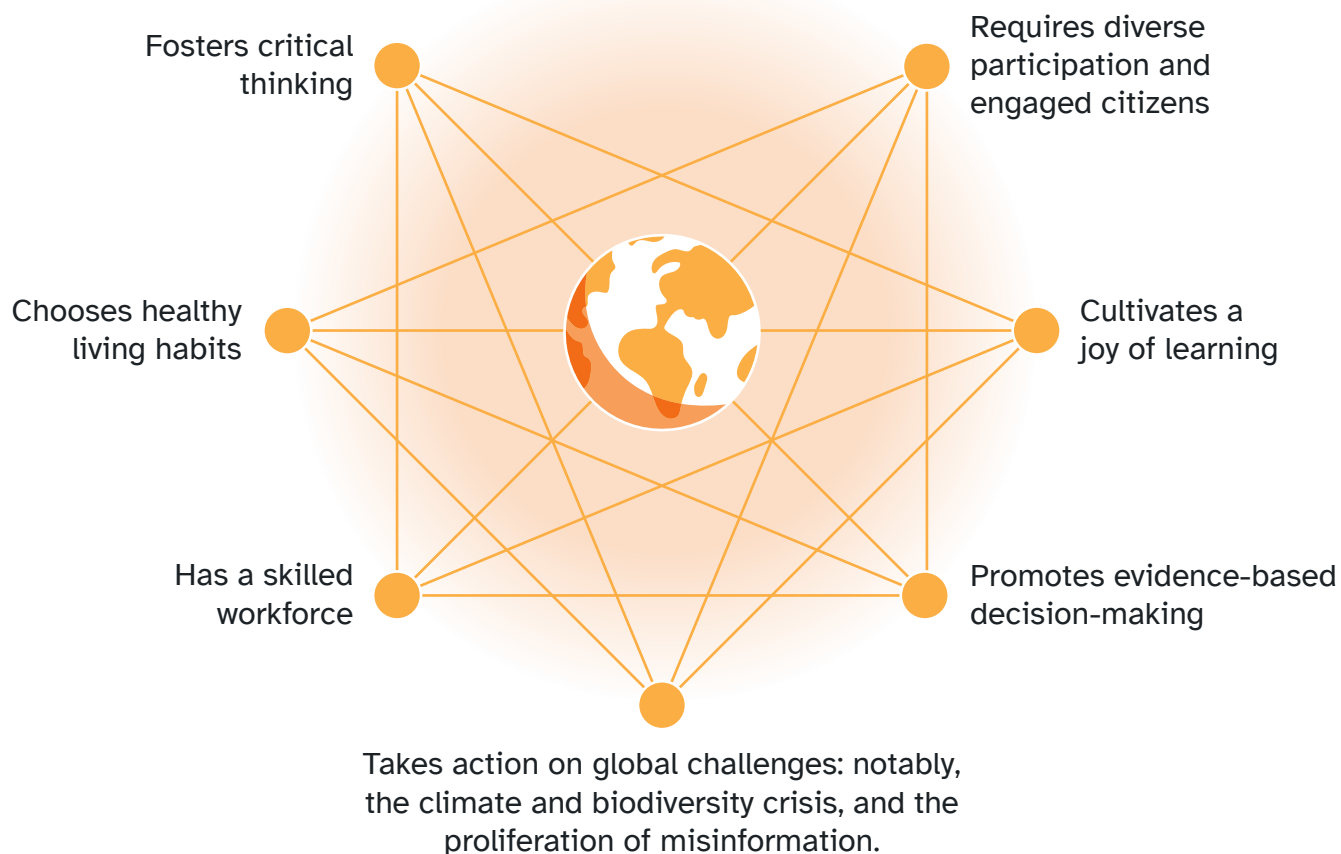 Fosters critical
thinking
Requires diverse
participation and
engaged citizens
Chooses healthy
living habits
Cultivates a
joy of learning
Has a skilled
workforce
Promotes evidence-based
decision-making
Takes action on global challenges: notably,
the climate and biodiversity crisis, and the
proliferation of misinformation.